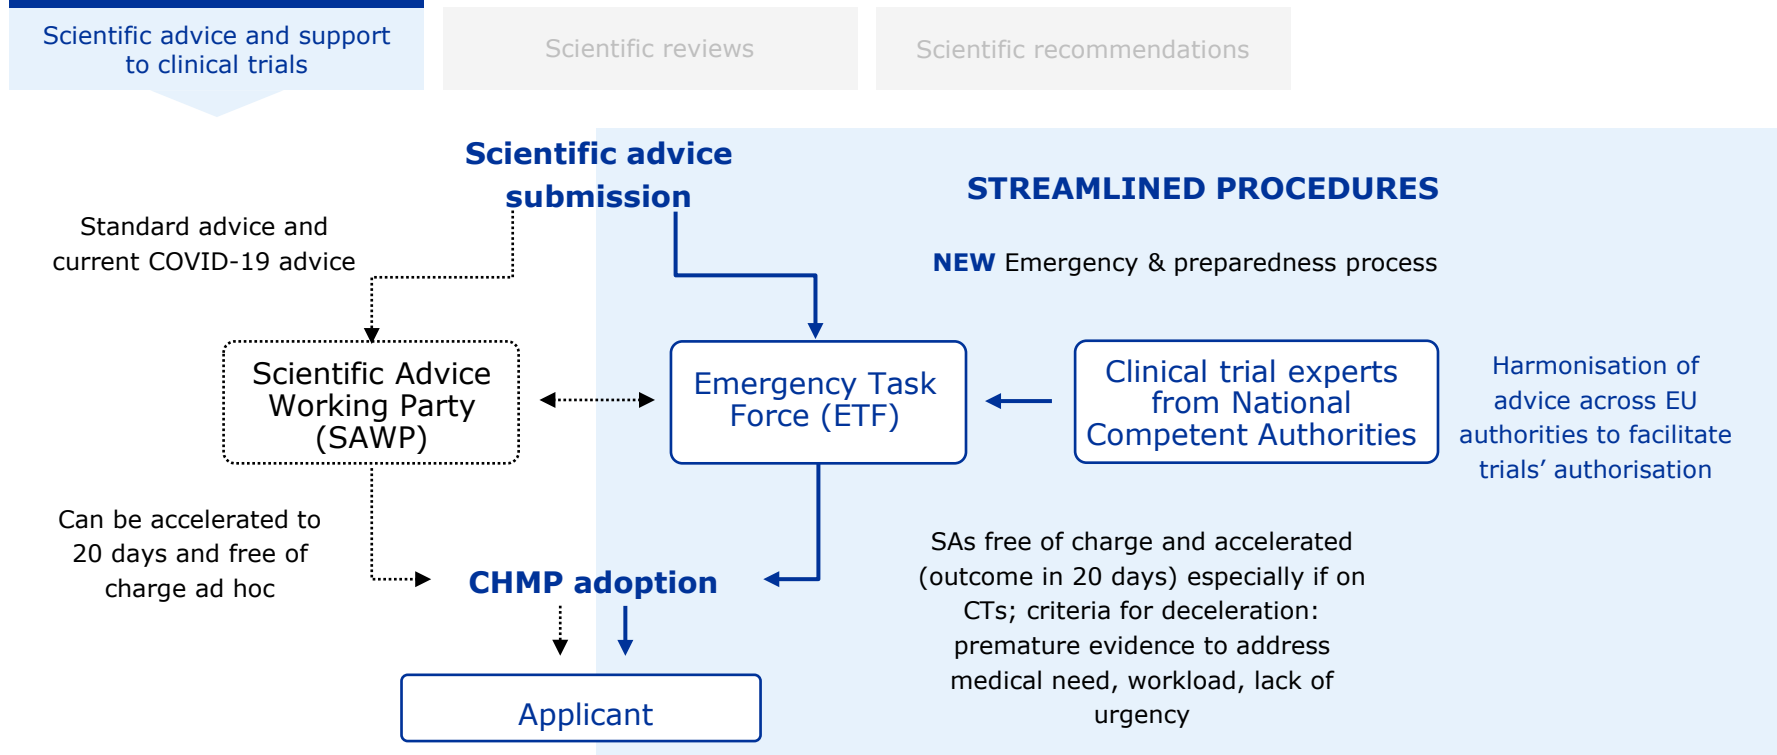 Scientific advice and support
to clinical trials
Scientific reviews
Scientific recommendations
Scientific advice
submission
STREAMLINED PROCEDURES
Standard advice and
current COVID-19 advice
NEW Emergency & preparedness process
Scientific Advice
Working Party
(SAWP)
Emergency Task
Force (ETF)
Clinical trial experts
from National
Competent Authorities
Harmonisation of
advice across EU
authorities to facilitate
trials’ authorisation
Can be accelerated to
20 days and free of
charge ad hoc
CHMP adoption
SAs free of charge and accelerated
(outcome in 20 days) especially if on
CTs; criteria for deceleration:
premature evidence to address
medical need, workload, lack of
urgency
Applicant